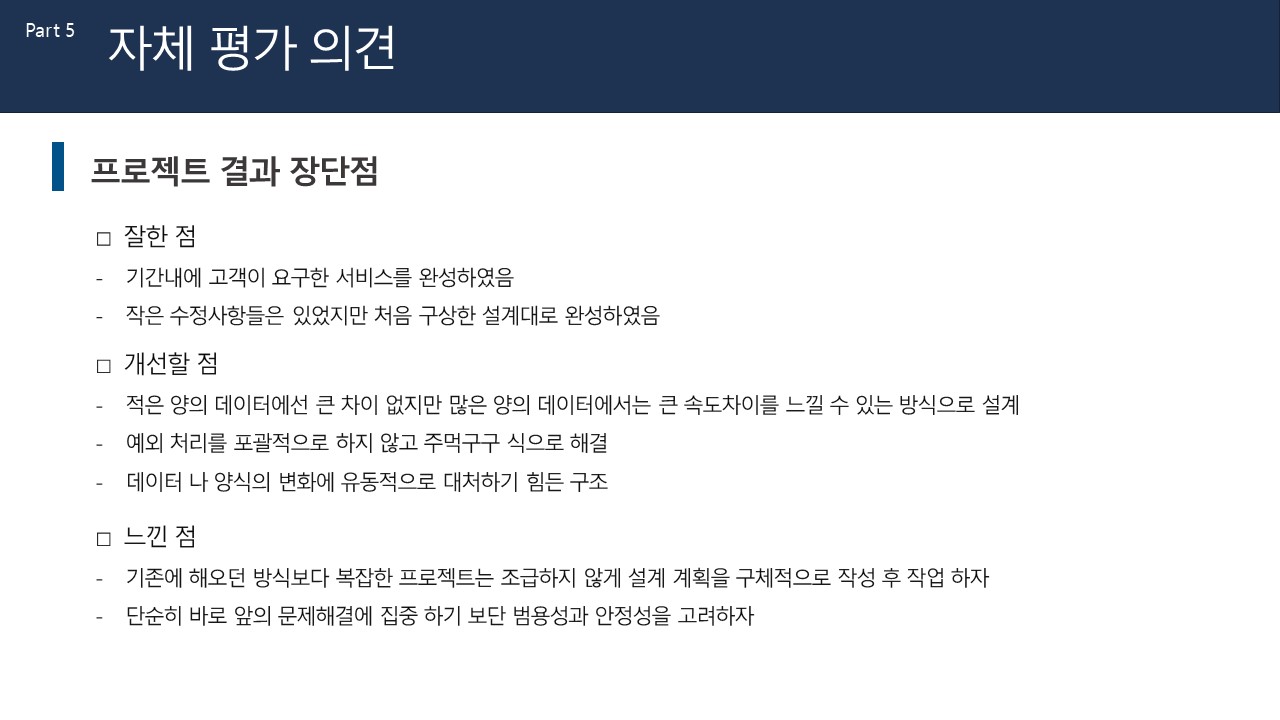 Part 5
자체 평가 의견
프로젝트 결과 장단점
□ 잘한 점
- 기간내에 고객이 요구한 서비스를 완성하였음
- 작은 수정사항들은 있었지만 처음 구상한 설계대로 완성하였음
□ 개선할 점
- 적은 양의 데이터에선 큰 차이 없지만 많은 양의 데이터에서는 큰 속도차이를 느낄 수 있는 방식으로 설계
- 예외 처리를 포괄적으로 하지 않고 주먹구구 식으로 해결
- 데이터 나 양식의 변화에 유동적으로 대처하기 힘든 구조
□ 느낀 점
- 기존에 해오던 방식보다 복잡한 프로젝트는 조급하지 않게 설계 계획을 구체적으로 작성 후 작업 하자
- 단순히 바로 앞의 문제해결에 집중 하기 보단 범용성과 안정성을 고려하자